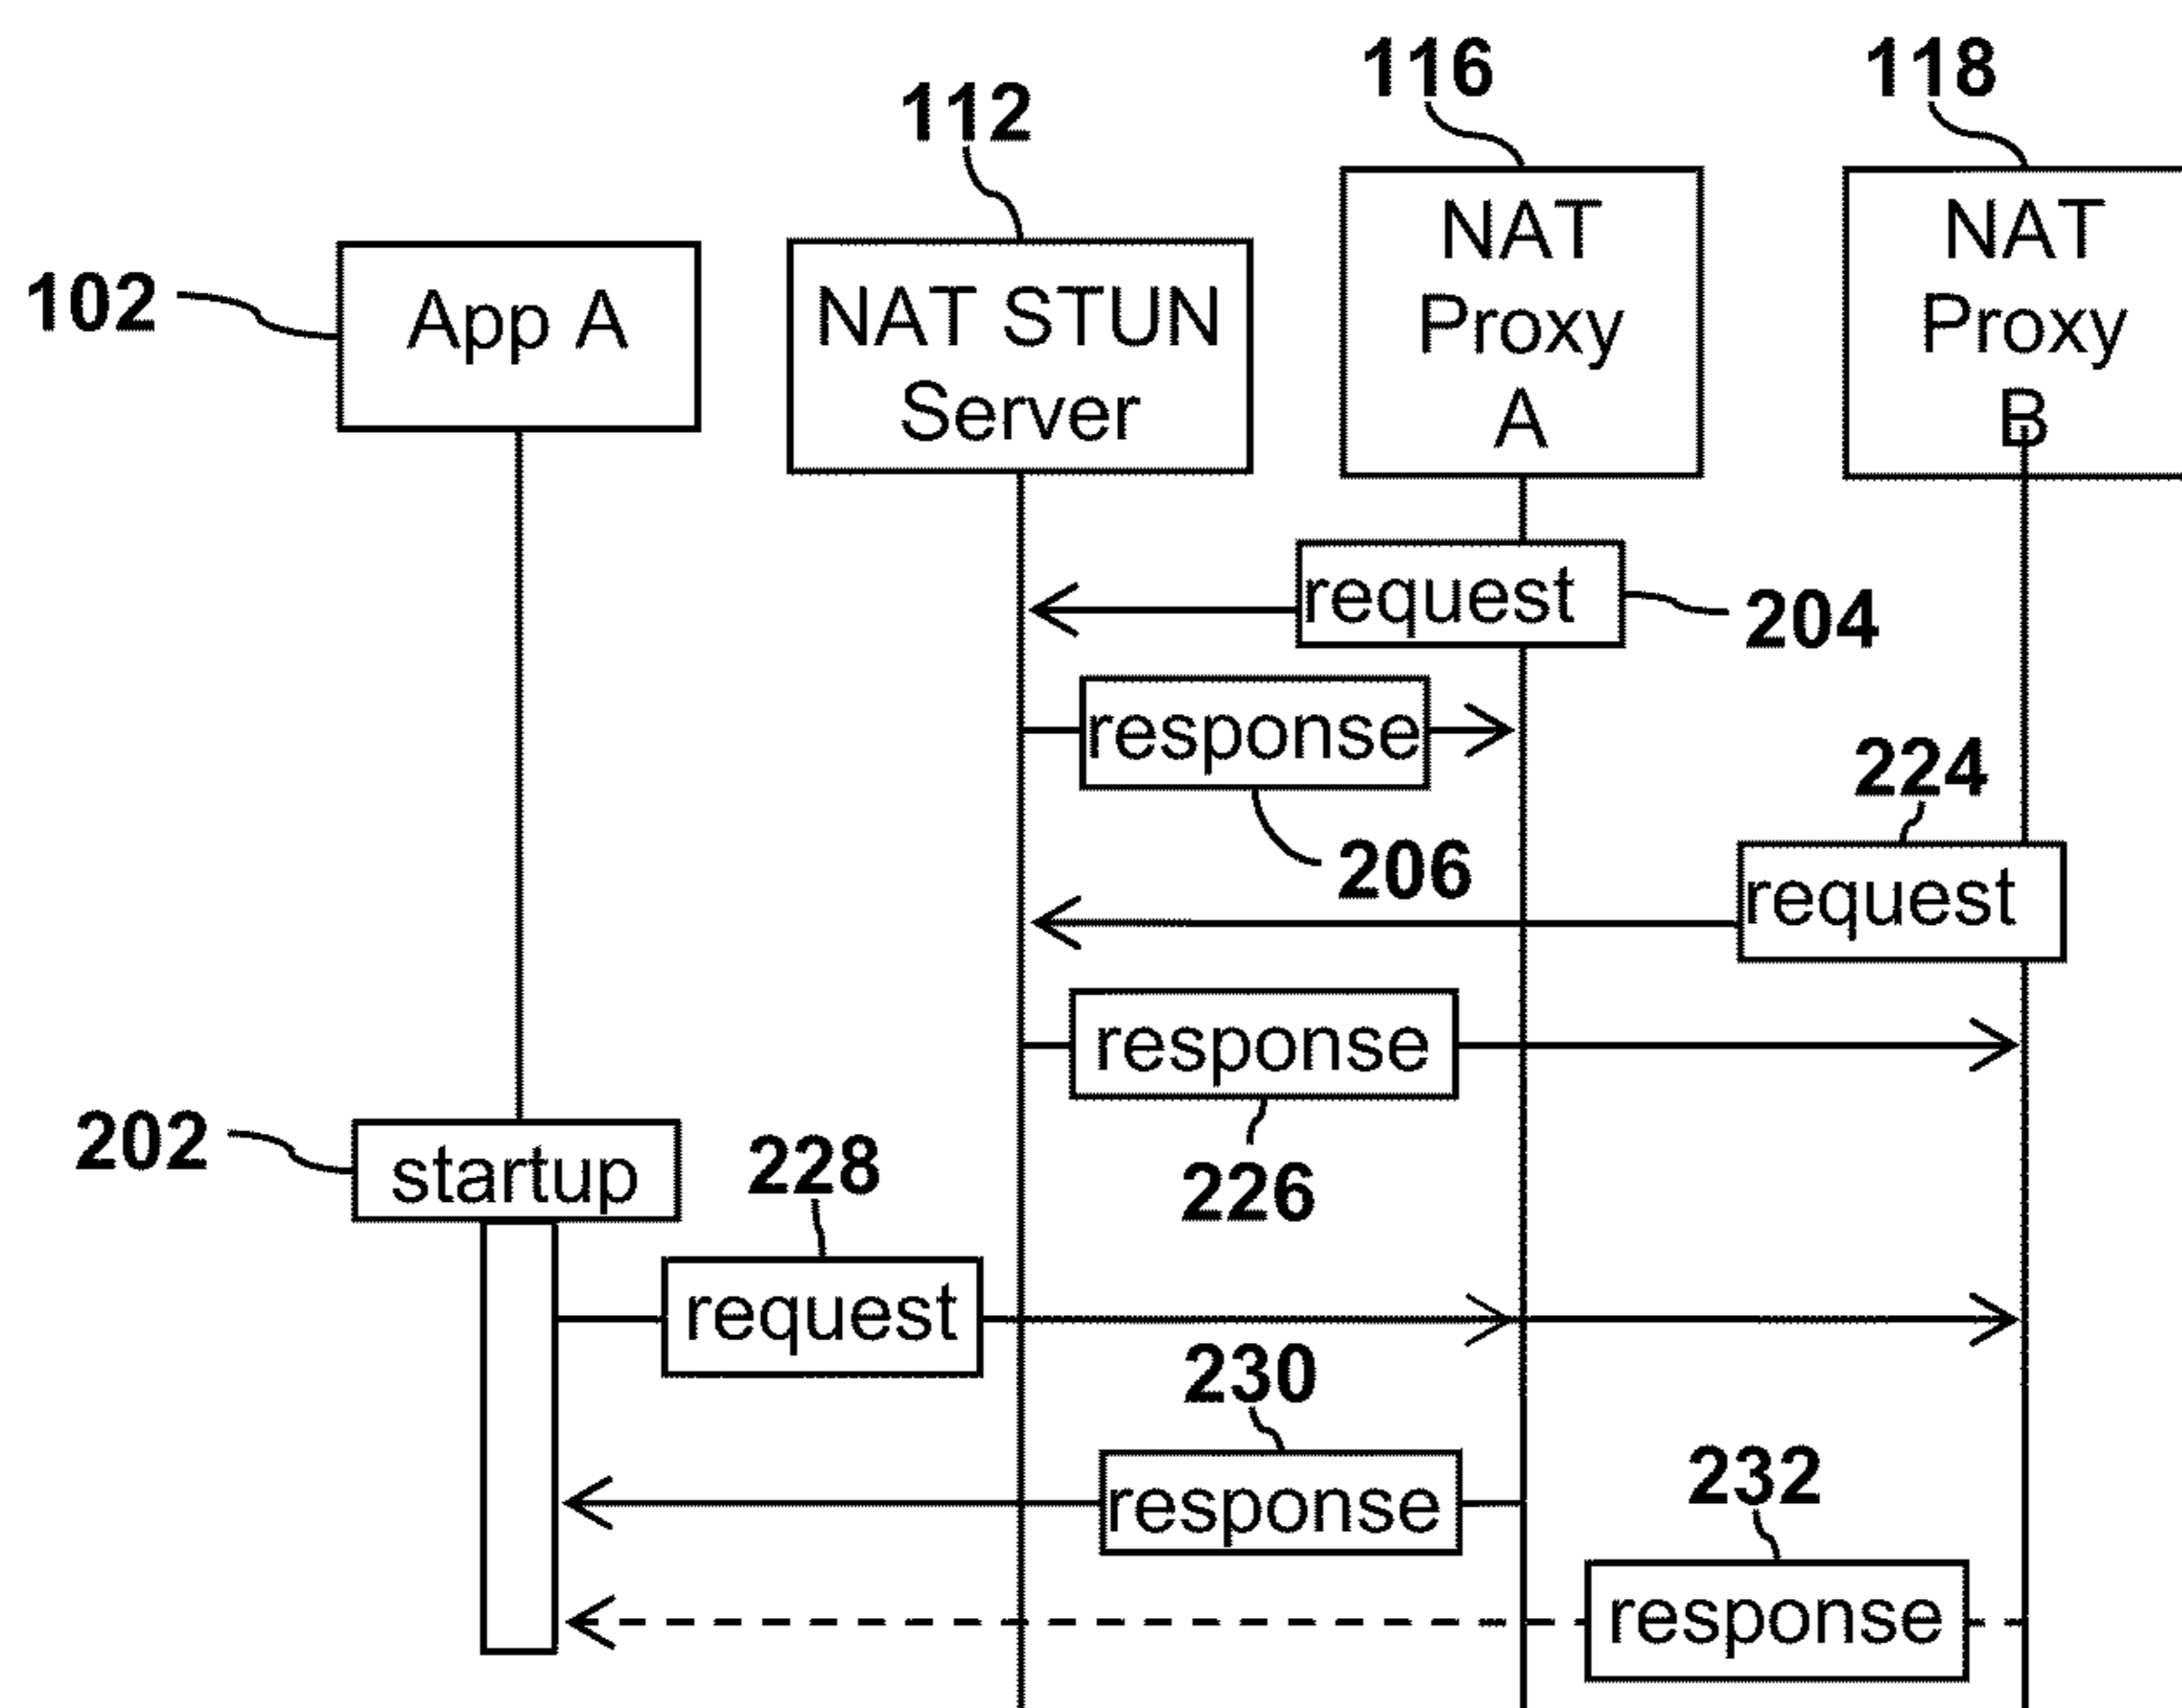 116
118
112
102
App A
NAT STUN
Server
NAT
Proxy
A
NAT
Proxy
B
request
204
response
206
224
request
response
226
202
startup
228
request
230
response
232
response